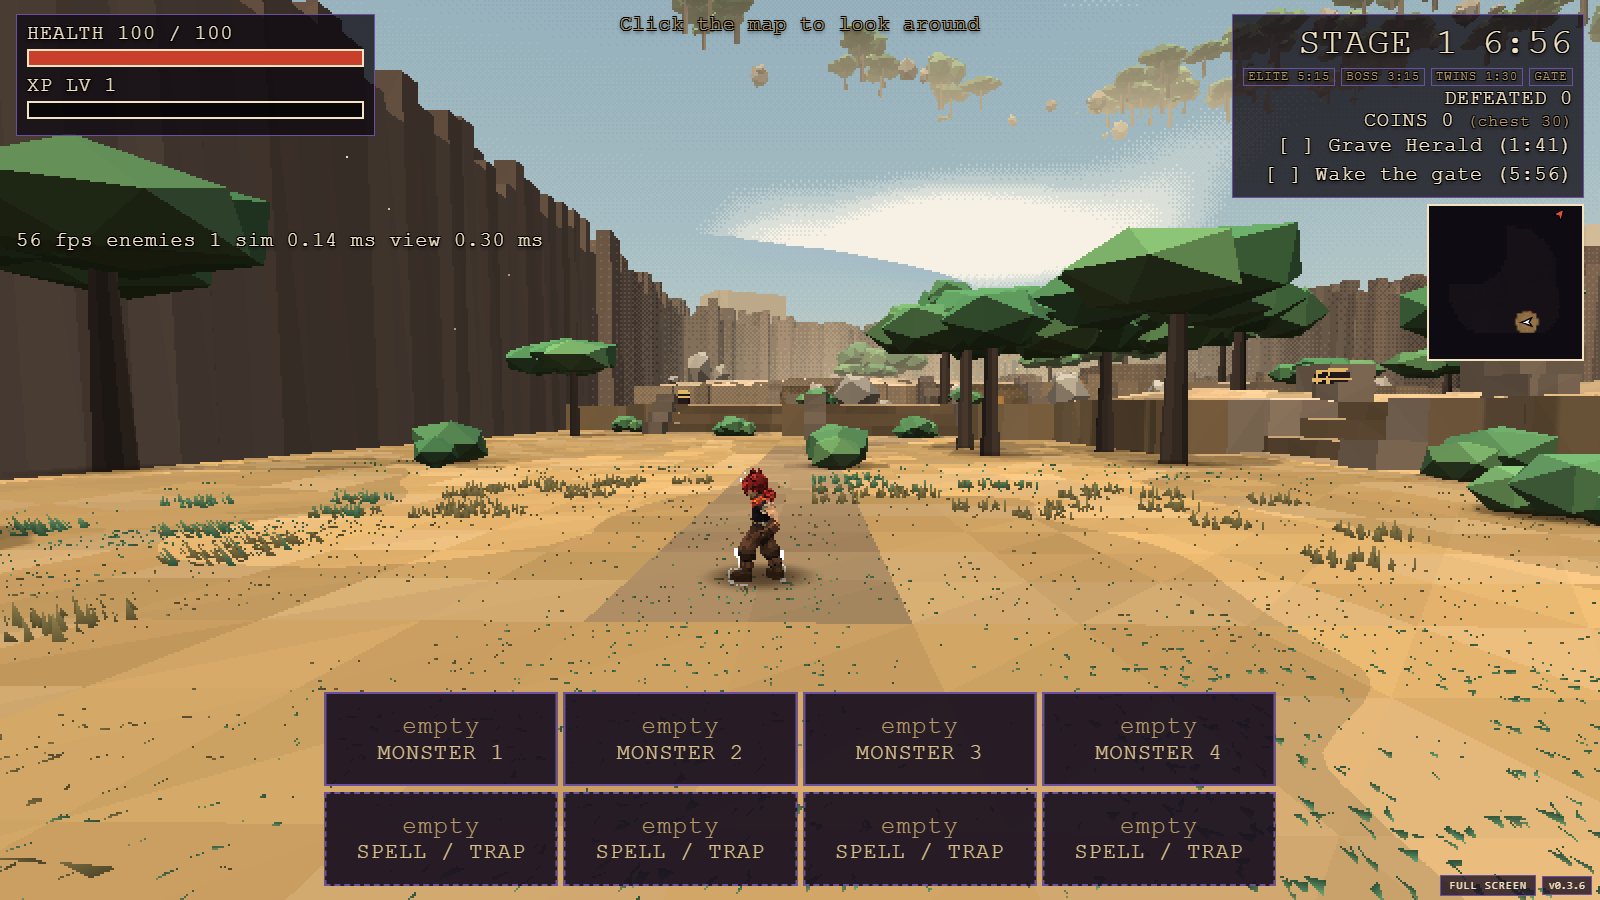 HEALTH 100 / 100
XP LV 1
Click the map to look around
STAGE 1 6:56
ELITE 5:15 BOSS 3:15 TWINS 1:30 GATE
DEFEATED 0
COINS 0 (chest 30)
[ ] Grave Herald (1:41)
[ ] Wake the gate (5:56)
56 fps enemies 1 sim 0.14 ms view 0.30 ms
empty
MONSTER 1
empty
MONSTER 2
empty
MONSTER 3
empty
MONSTER 4
empty
SPELL / TRAP
empty
SPELL / TRAP
empty
SPELL / TRAP
empty
SPELL / TRAP
FULL SCREEN
v0.3.6